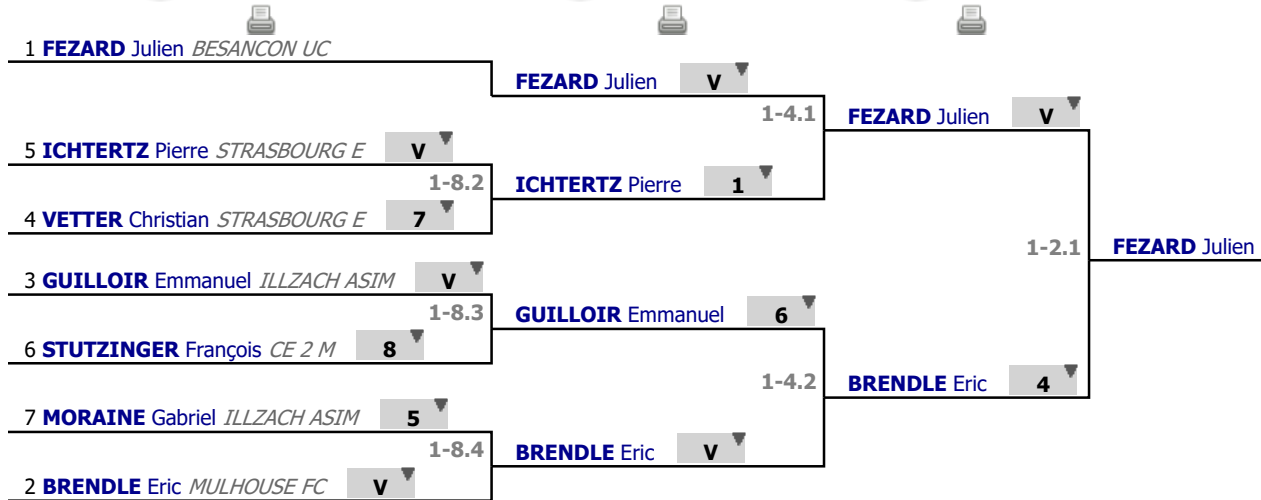 1 FEZARD Julien BESANCON UC
FEZARD Julien V
1-4.1
FEZARD Julien V
5 ICHTERTZ Pierre STRASBOURG E V
1-8.2
ICHTERTZ Pierre 1
4 VETTER Christian STRASBOURG E 7
1-2.1
FEZARD Julien
3 GUILLOIR Emmanuel ILLZACH ASIM V
1-8.3
GUILLOIR Emmanuel 6
6 STUTZINGER François CE 2 M 8
1-4.2
BRENDLE Eric 4
7 MORAINE Gabriel ILLZACH ASIM 5
1-8.4
BRENDLE Eric V
2 BRENDLE Eric MULHOUSE FC V